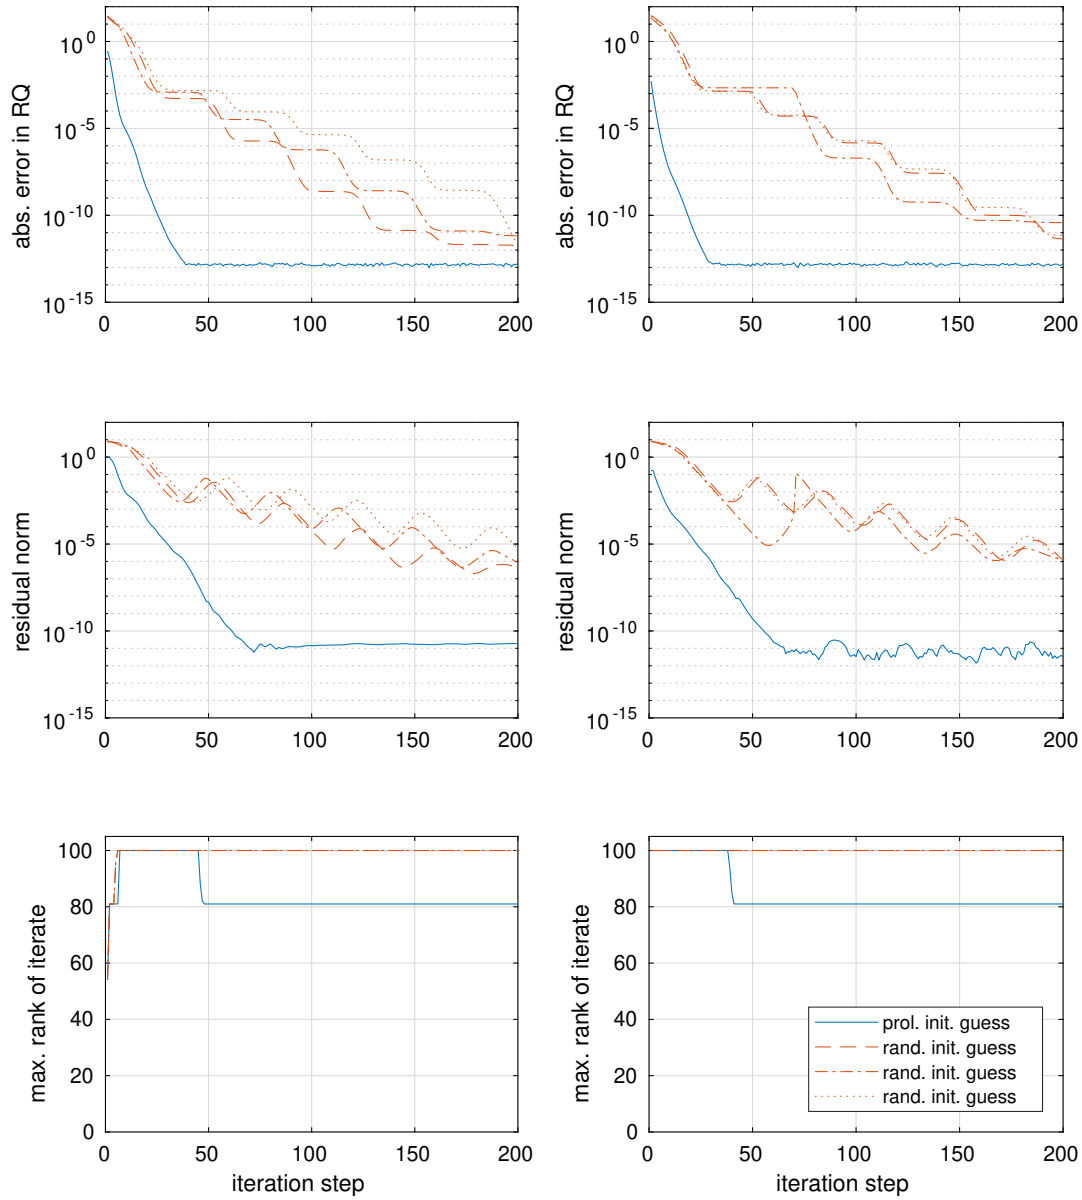 abs. error in RQ
10^0
10^-5
10^-10
10^-15
0 50 100 150 200
abs. error in RQ
10^0
10^-5
10^-10
10^-15
0 50 100 150 200
residual norm
10^0
10^-5
10^-10
10^-15
0 50 100 150 200
residual norm
10^0
10^-5
10^-10
10^-15
0 50 100 150 200
max. rank of iterate
100
80
60
40
20
0
0 50 100 150 200
iteration step
max. rank of iterate
100
80
60
40
20
0
0 50 100 150 200
iteration step
prol. init. guess
rand. init. guess
rand. init. guess
rand. init. guess